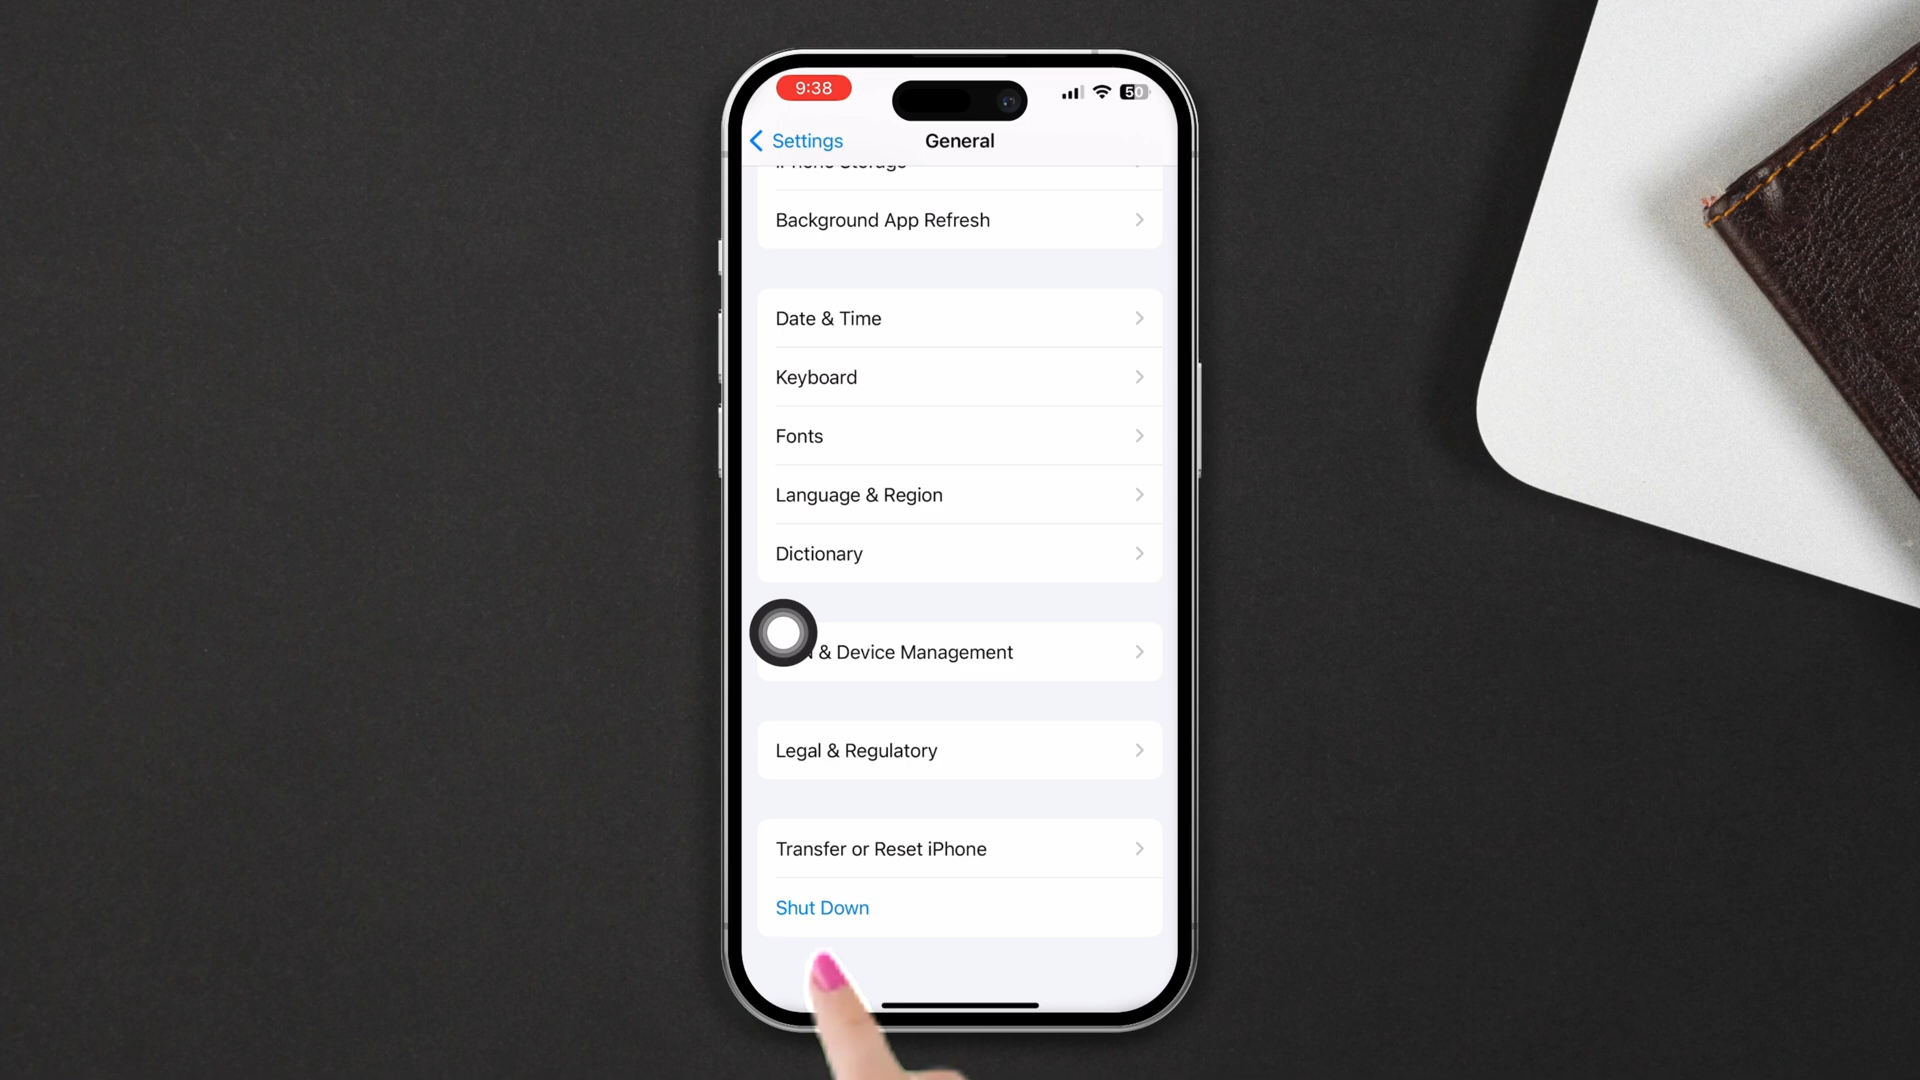 9:38
50
Settings
General
iPhone Storage
Background App Refresh
Date & Time
Keyboard
Fonts
Language & Region
Dictionary
& Device Management
Legal & Regulatory
Transfer or Reset iPhone
Shut Down